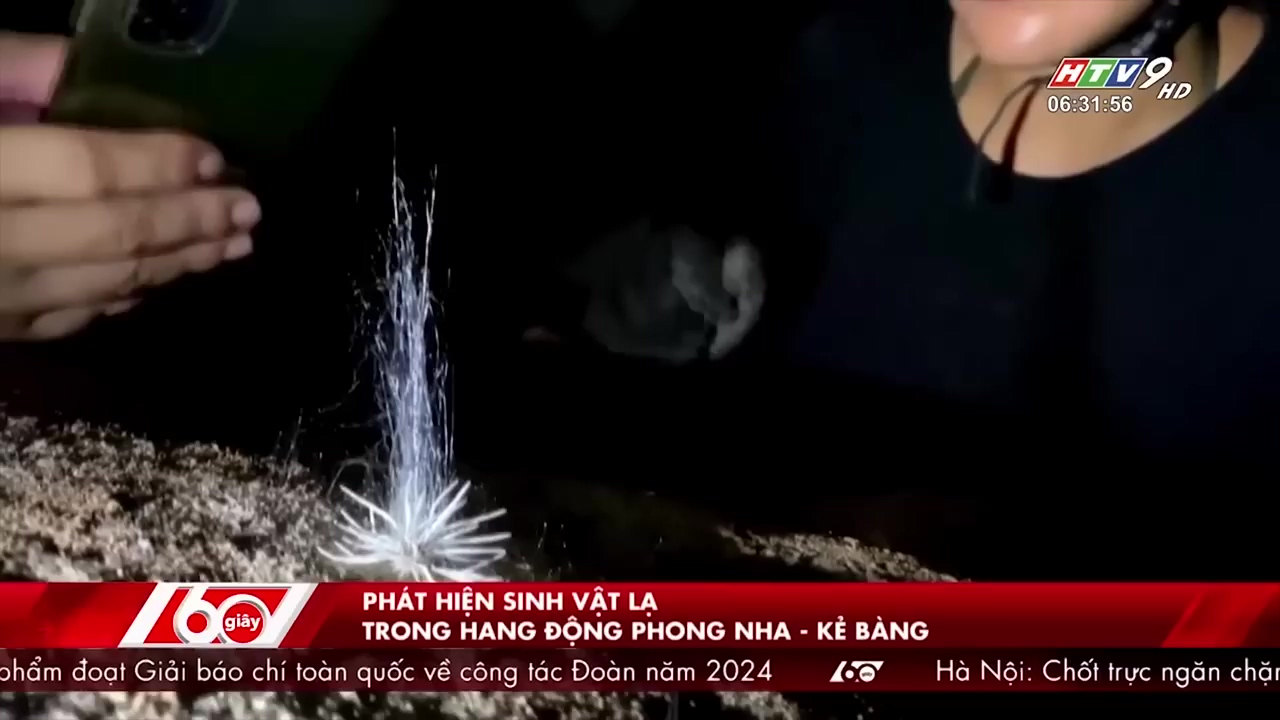 HTV9
HD
06:31:56
60
giây
PHÁT HIỆN SINH VẬT LẠ
TRONG HANG ĐỘNG PHONG NHA - KẺ BÀNG
phẩm đoạt Giải báo chí toàn quốc về công tác Đoàn năm 2024 60 giây Hà Nội: Chốt trực ngăn chặn